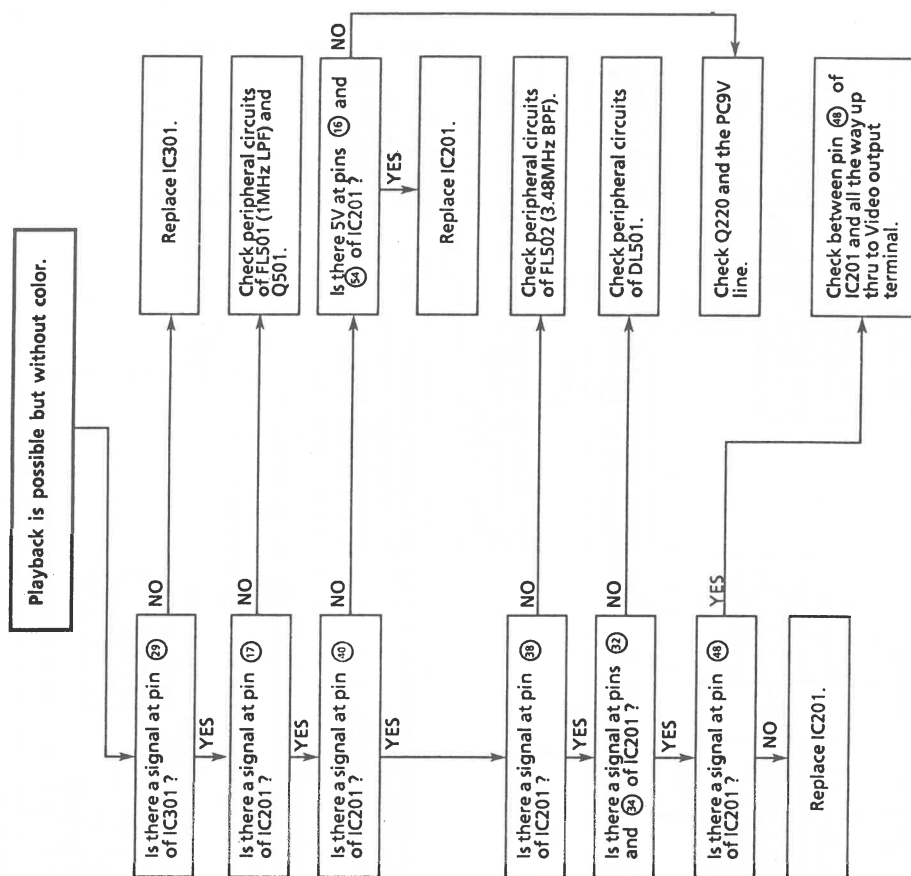 Playback is possible but without color.
Is there a signal at pin ㉙
of IC301 ?
NO
Replace IC301.
YES
Is there a signal at pin ⑰
of IC201 ?
NO
Check peripheral circuits
of FL501 (1MHz LPF) and
Q501.
YES
Is there a signal at pin ㊵
of IC201 ?
NO
Is there 5V at pins ⑯ and
54 of IC201 ?
NO
YES
Replace IC201.
YES
Is there a signal at pin ㊳
of IC201 ?
NO
Check peripheral circuits
of FL502 (3.48MHz BPF).
YES
Is there a signal at pins ㉜
and ㉞ of IC201 ?
NO
Check peripheral circuits
of DL501.
Check Q220 and the PC9V
line.
YES
Is there a signal at pin ㊽
of IC201 ?
YES
Check between pin ㊽ of
IC201 and all the way up
thru to Video output
terminal.
NO
Replace IC201.